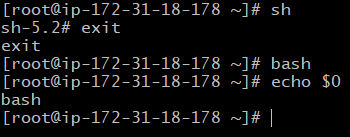 [root@ip-172-31-18-178 ~]# sh
sh-5.2# exit
exit
[root@ip-172-31-18-178 ~]# bash
[root@ip-172-31-18-178 ~]# echo $0
bash
[root@ip-172-31-18-178 ~]#